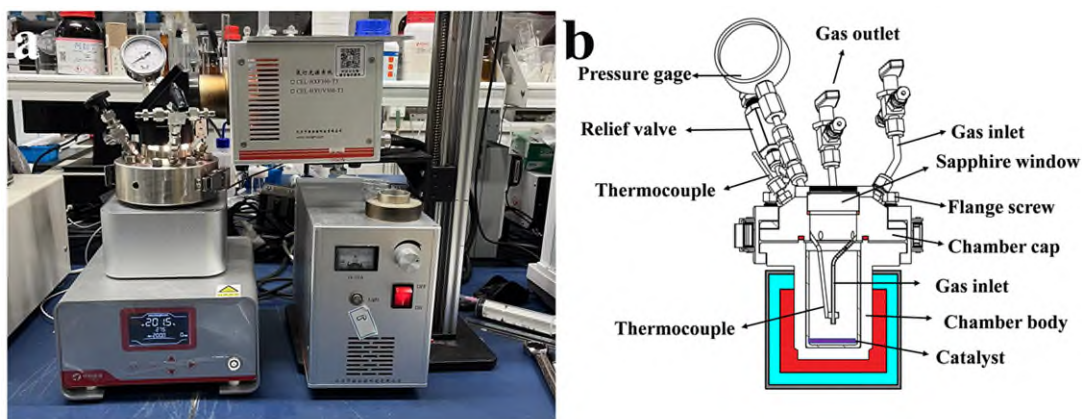 a
OFF
b
Gas outlet
Pressure gage
Relief valve
Gas inlet
Sapphire window
Thermocouple
Flange screw
Chamber cap
Gas inlet
Thermocouple
Chamber body
Catalyst